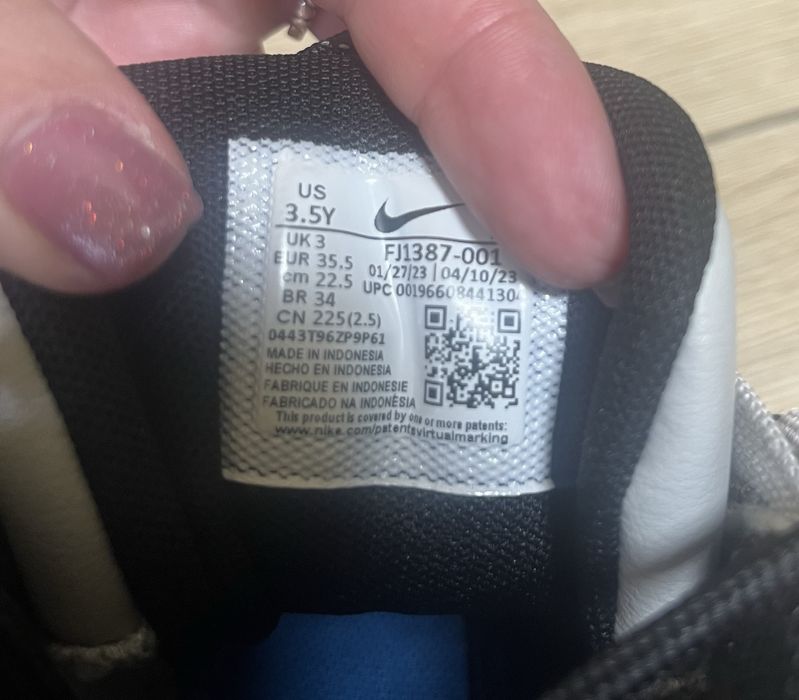 US
3.5Y
UK 3
EUR 35.5
cm 22.5
BR 34
CN 225(2.5)
FJ1387-001
01/27/23 | 04/10/23
UPC 00196608441304
0443T96ZP9P61
MADE IN INDONESIA
HECHO EN INDONESIA
FABRIQUE EN INDONESIE
FABRICADO NA INDONÉSIA
This product is covered by one or more patents:
www.nike.com/patentsvirtualmarking